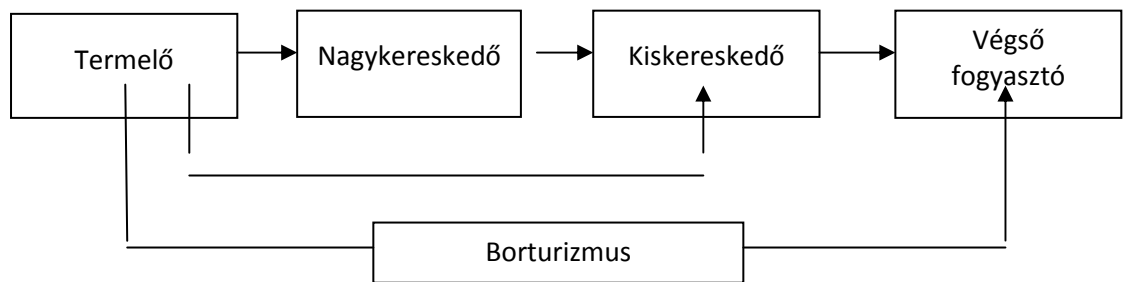 Termelő
Nagykereskedő
Kiskereskedő
Végső
fogyasztó
Borturizmus